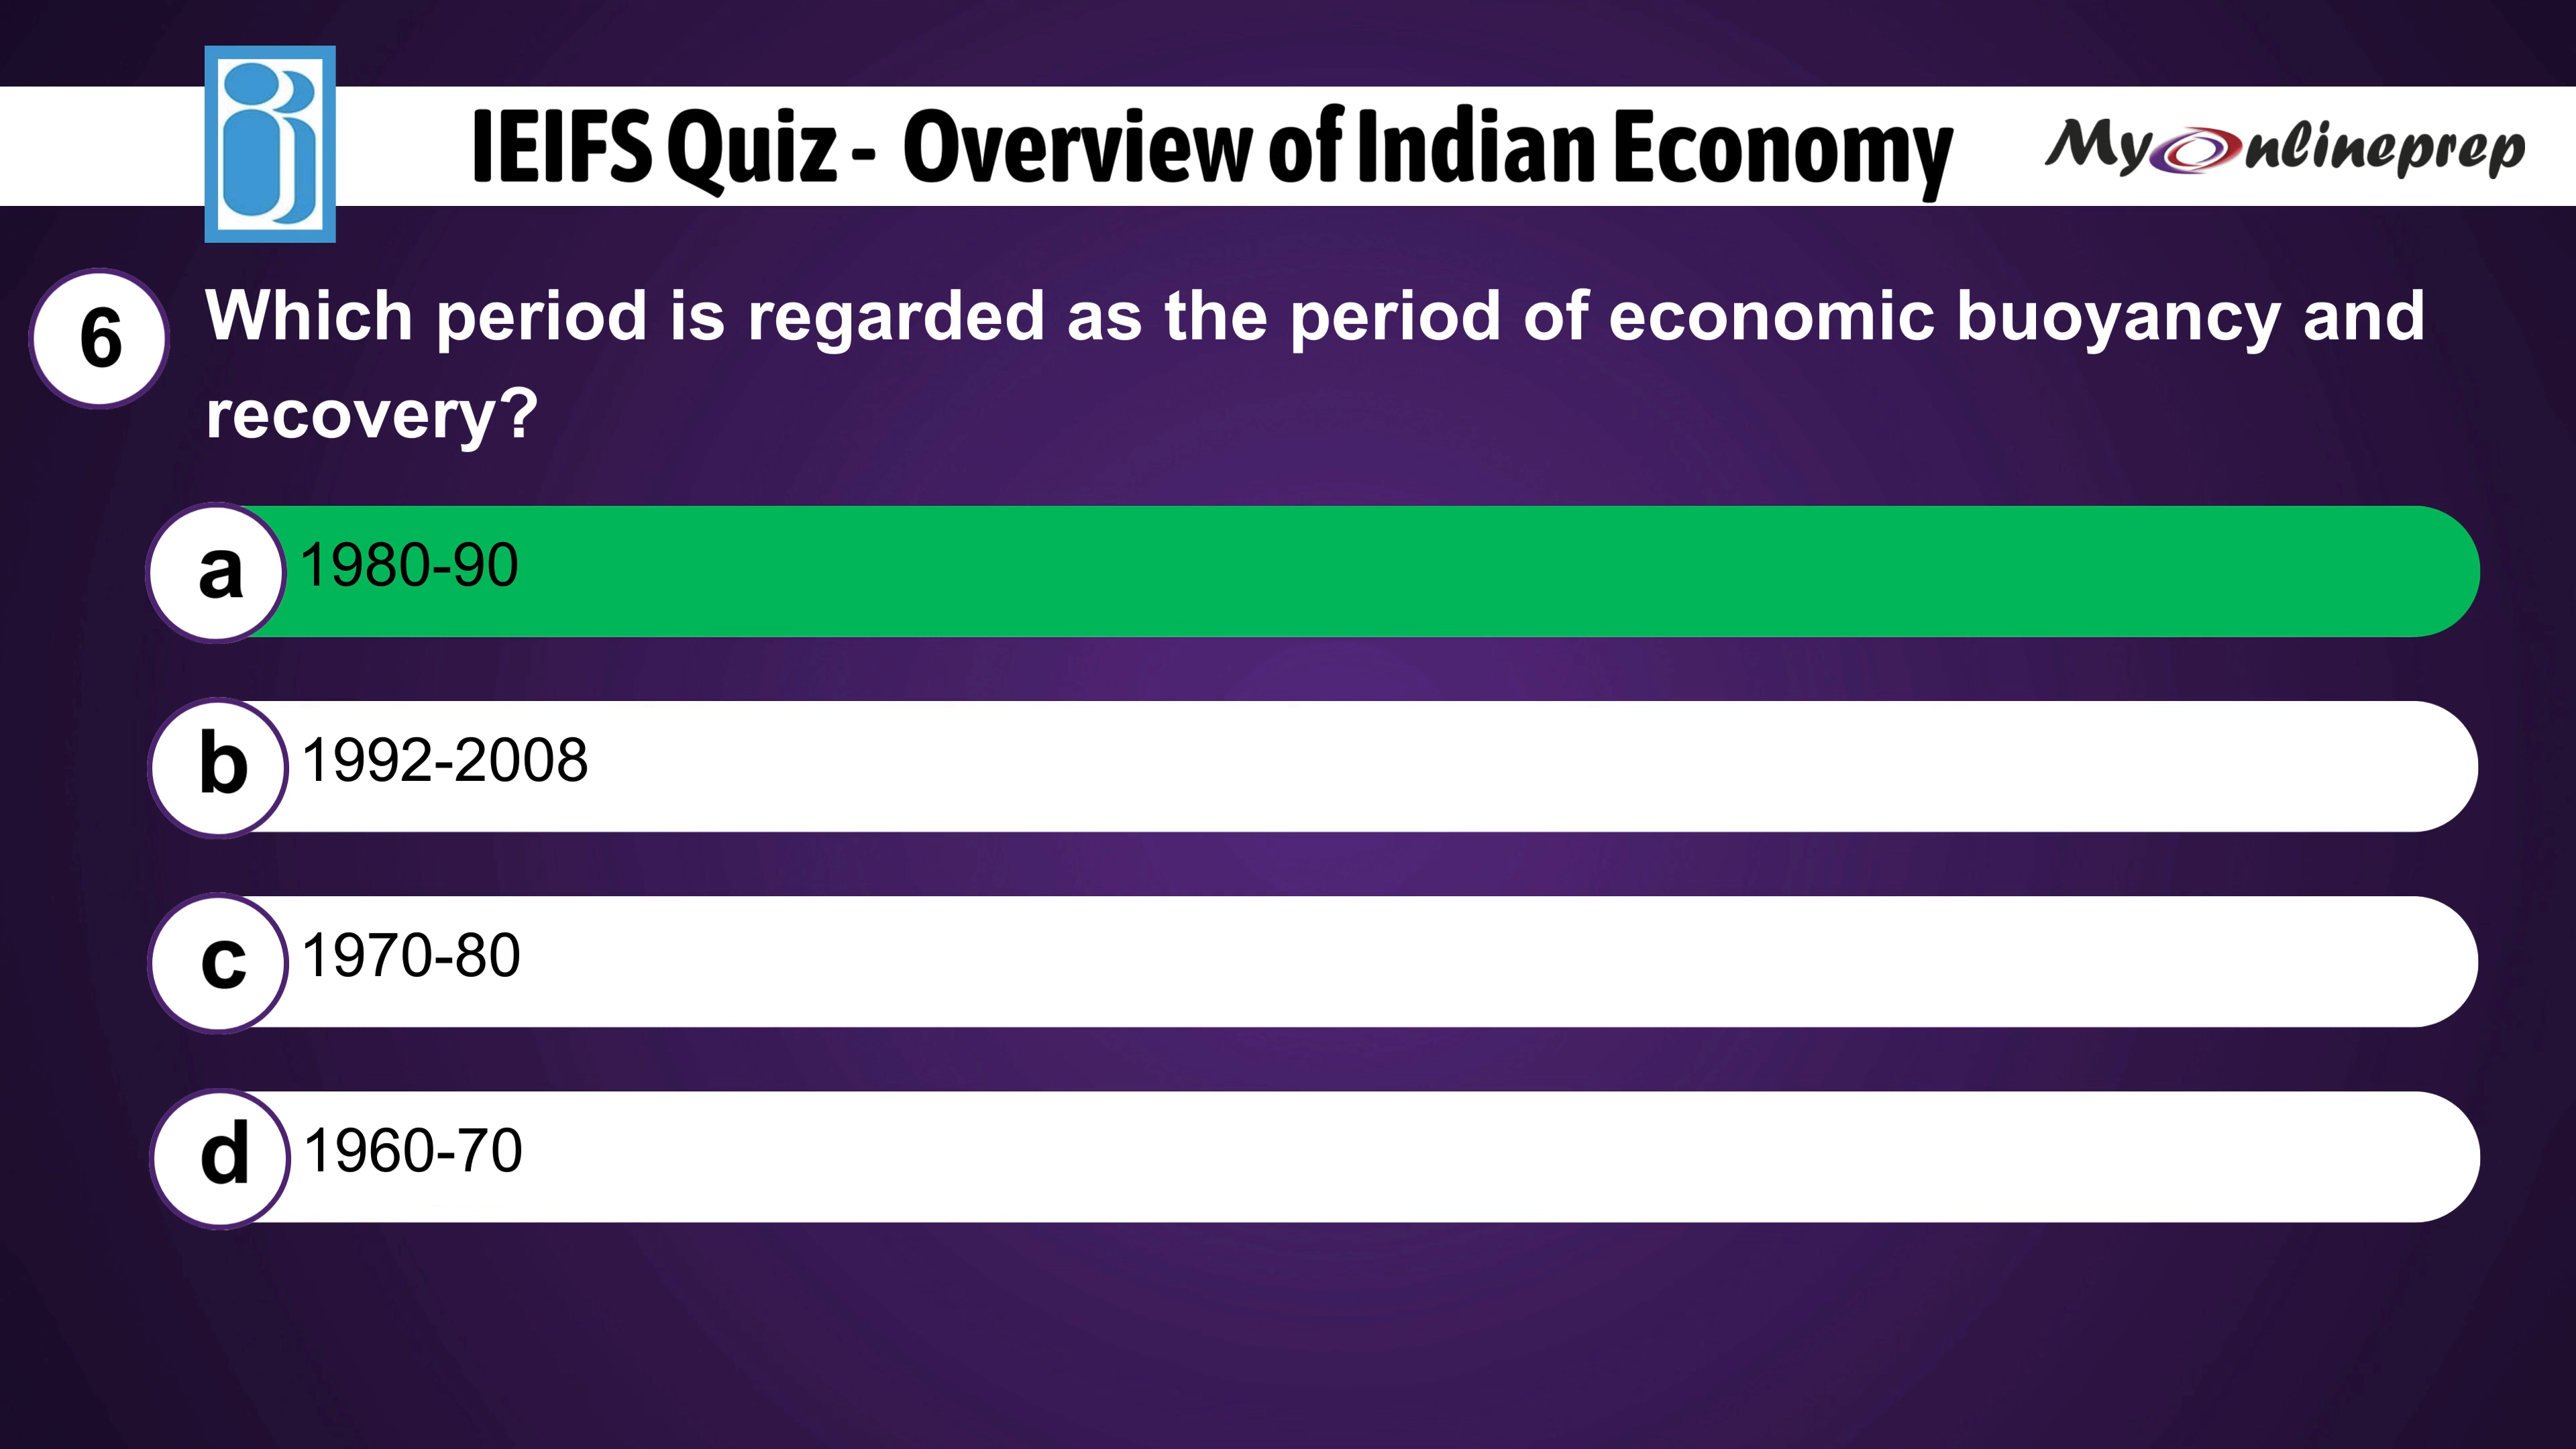 IEIFS Quiz - Overview of Indian Economy
MyOnlineprep
6
Which period is regarded as the period of economic buoyancy and
recovery?
a 1980-90
b 1992-2008
c 1970-80
d 1960-70